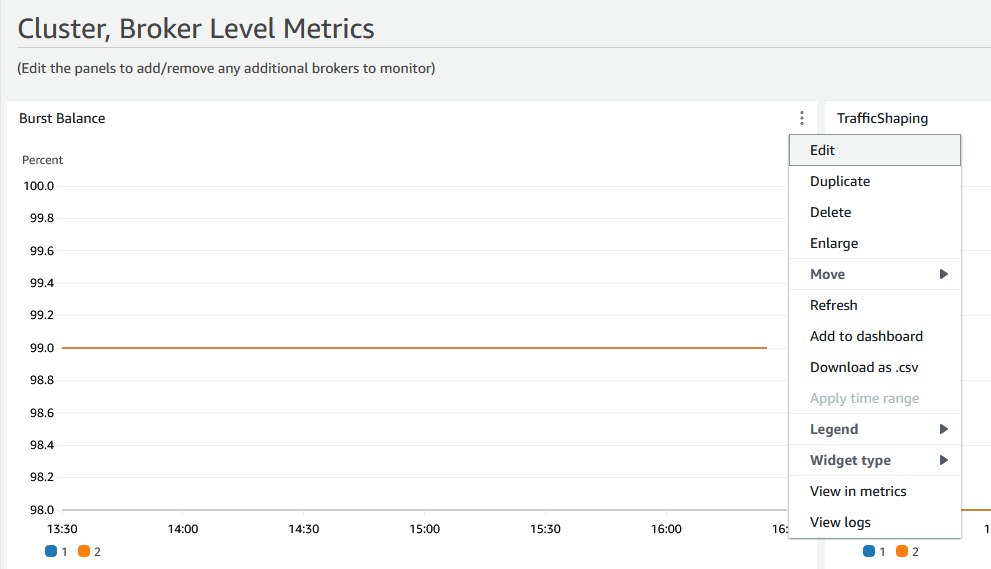 Cluster, Broker Level Metrics
(Edit the panels to add/remove any additional brokers to monitor)
Burst Balance
TrafficShaping
Percent
100.0
99.8
99.6
99.4
99.2
99.0
98.8
98.6
98.4
98.2
98.0
13:30
14:00
14:30
15:00
15:30
16:00
16:
1
1
2
Edit
Duplicate
Delete
Enlarge
Move
Refresh
Add to dashboard
Download as .csv
Apply time range
Legend
Widget type
View in metrics
View logs
1
2